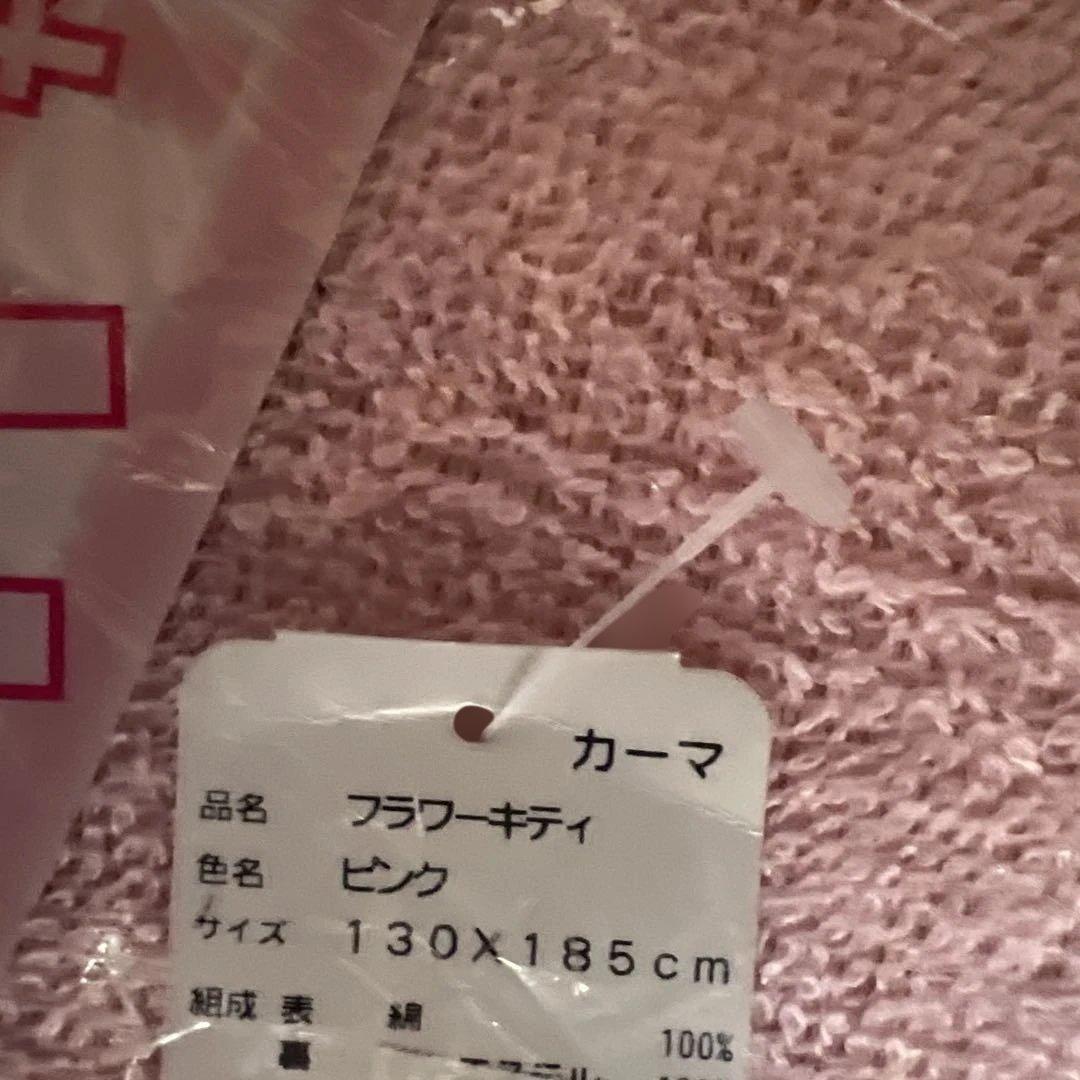 カーマ
品名 フラワーキティ
色名 ピンク
サイズ 130X185cm
組成 表 綿 100%
裏